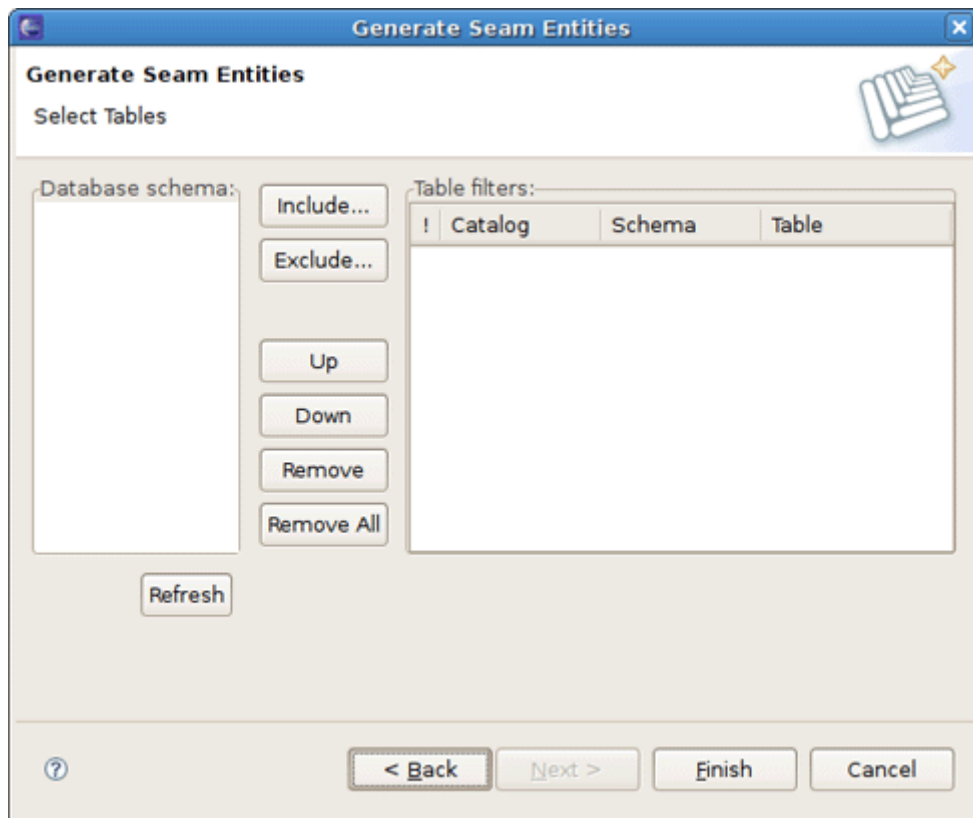 Generate Seam Entities
Generate Seam Entities
Select Tables
Database schema:
Include...
Exclude...
Up
Down
Remove
Remove All
Refresh
Table filters:
! Catalog Schema Table
?
< Back
Next >
Finish
Cancel